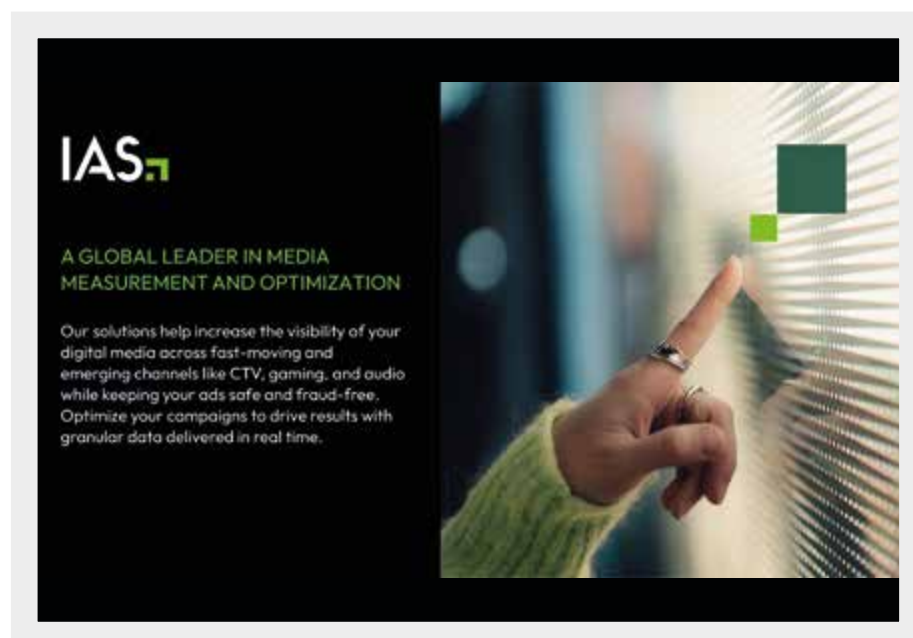 IAS
A GLOBAL LEADER IN MEDIA
MEASUREMENT AND OPTIMIZATION
Our solutions help increase the visibility of your
digital media across fast-moving and
emerging channels like CTV, gaming, and audio
while keeping your ads safe and fraud-free.
Optimize your campaigns to drive results with
granular data delivered in real time.